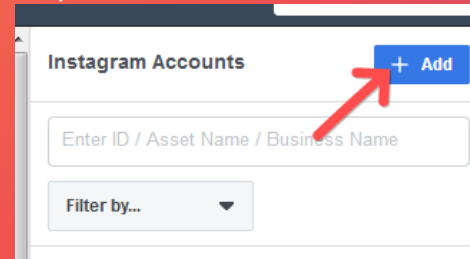 Instagram Accounts
+ Add
Enter ID / Asset Name / Business Name
Filter by...